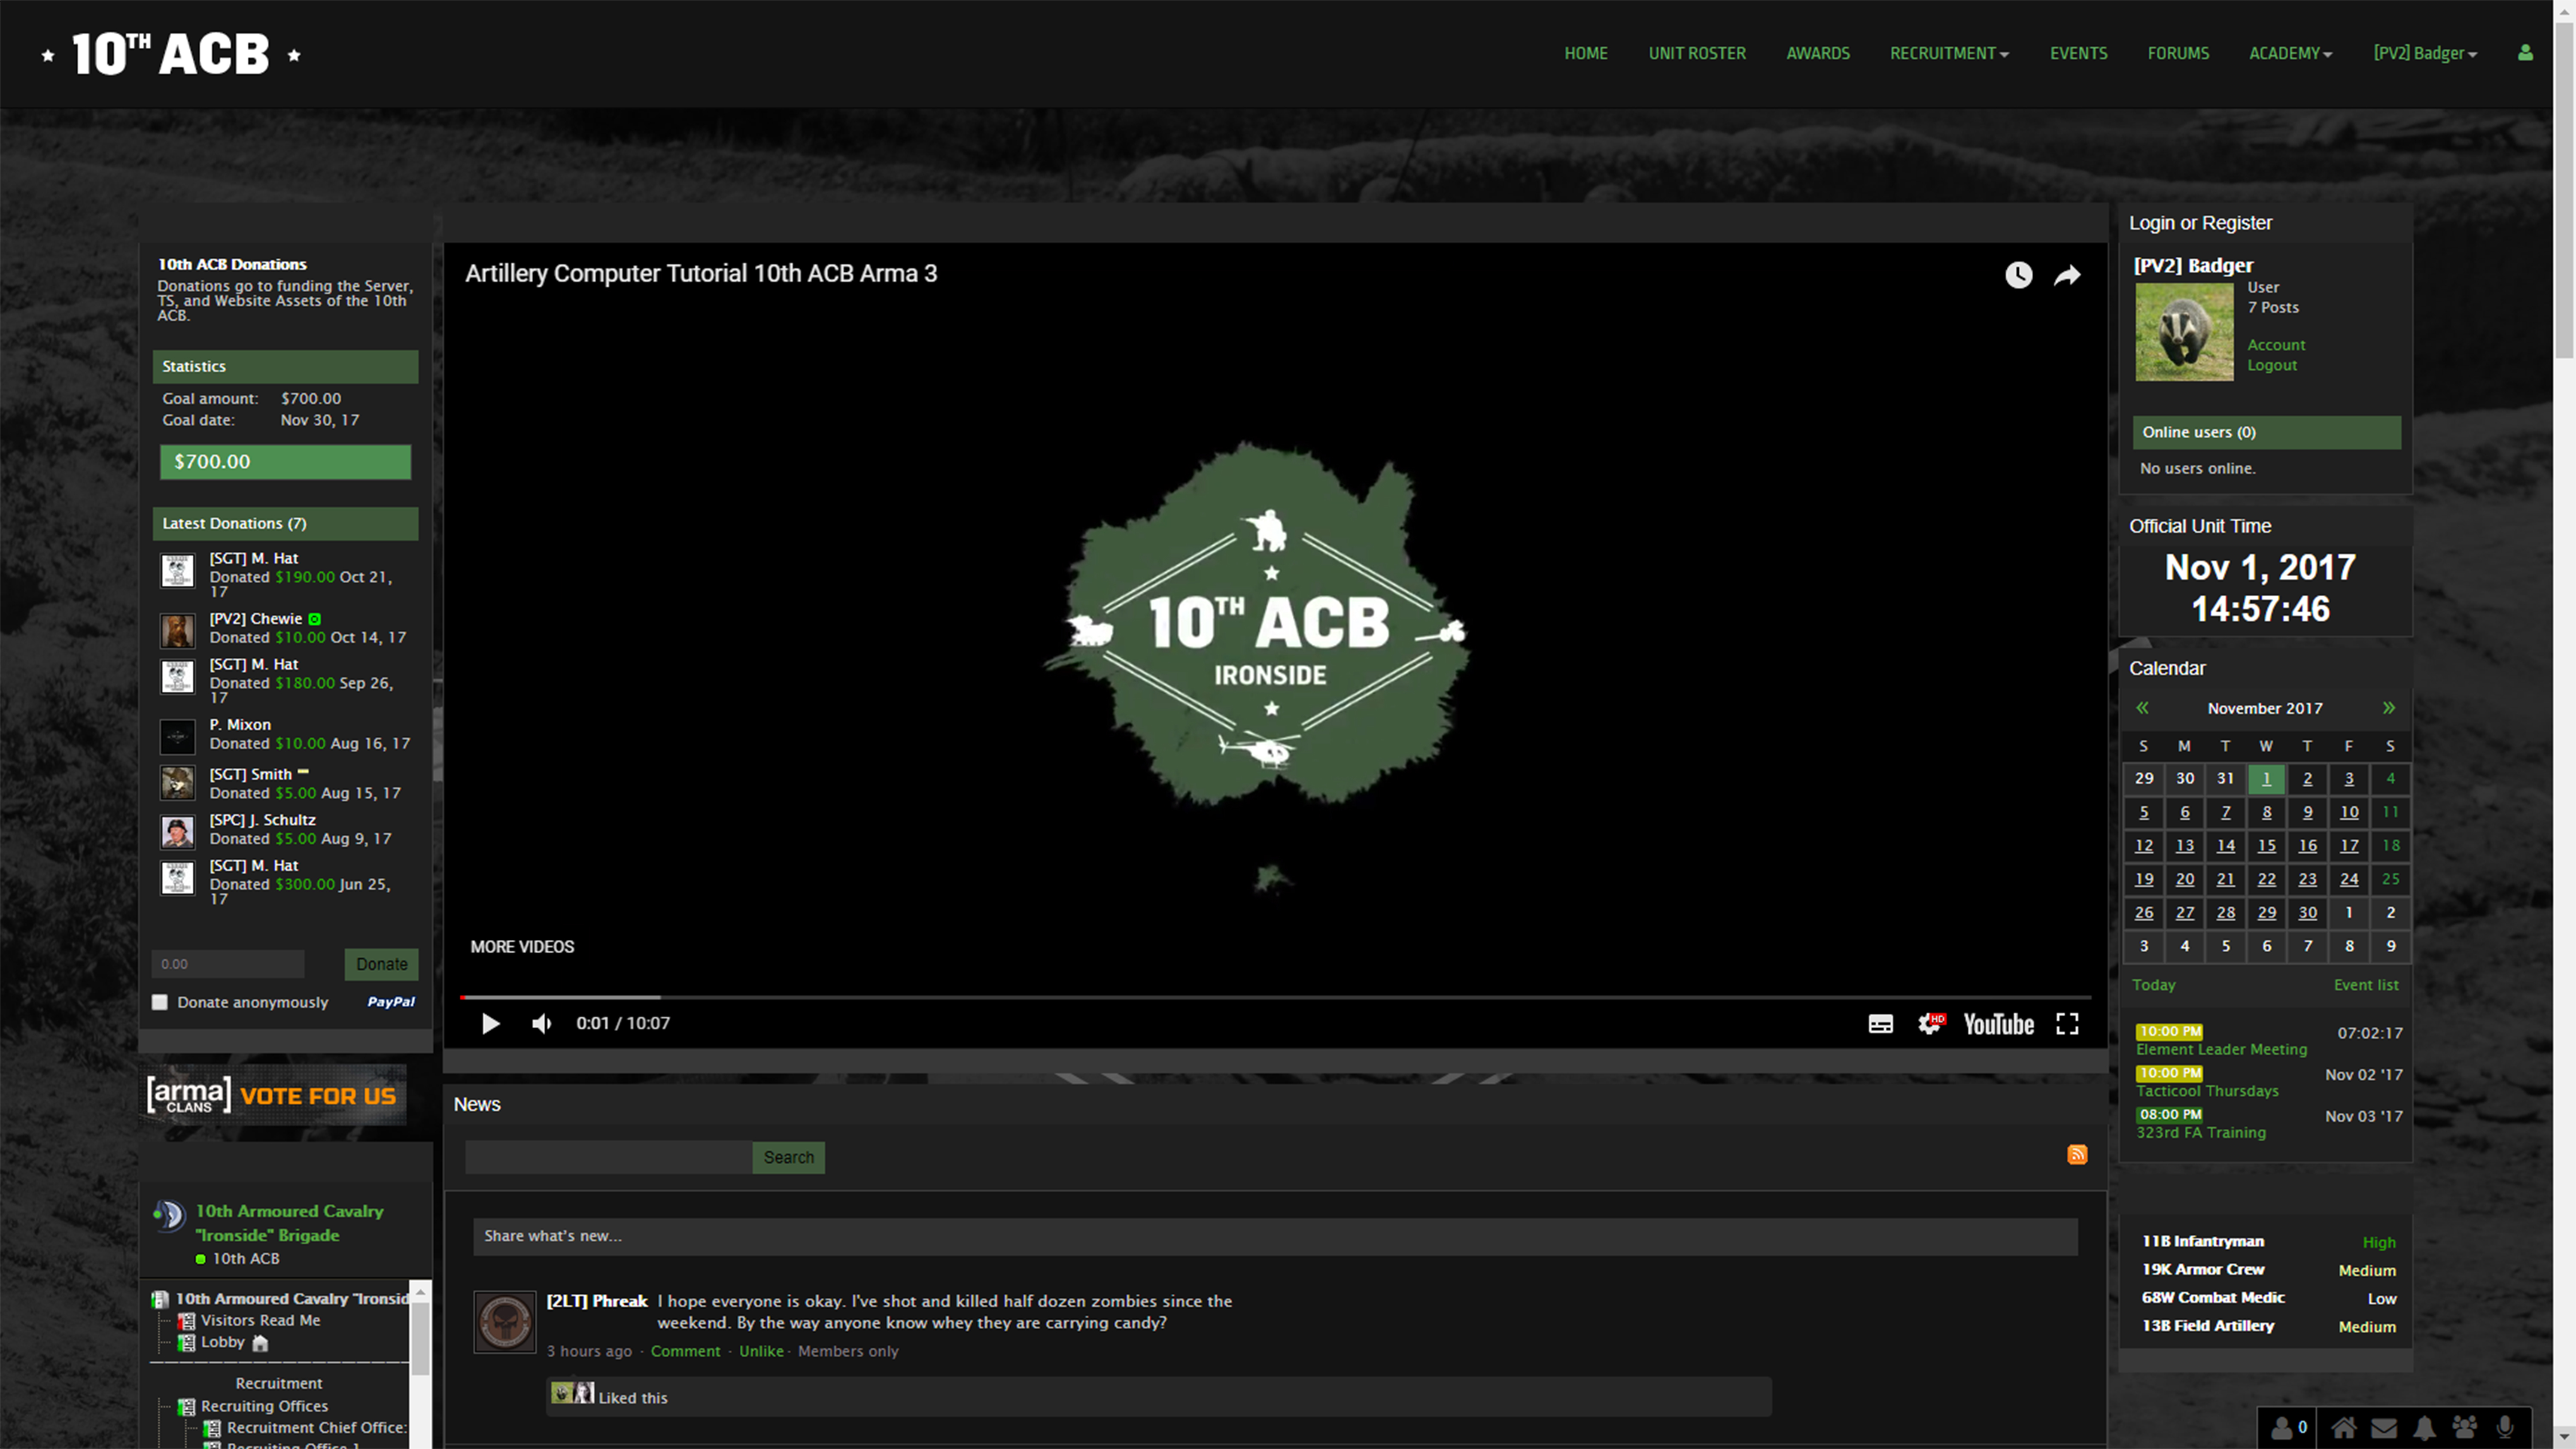 10TH ACB
HOME
UNIT ROSTER
AWARDS
RECRUITMENT
EVENTS
FORUMS
ACADEMY
[PV2] Badger
10th ACB Donations
Donations go to funding the Server,
TS, and Website Assets of the 10th
ACB.
Statistics
Goal amount: $700.00
Goal date: Nov 30, 17
$700.00
Latest Donations (7)
[SGT] M. Hat
Donated $190.00 Oct 21,
17
[PV2] Chewie
Donated $10.00 Oct 14, 17
[SGT] M. Hat
Donated $180.00 Sep 26,
17
P. Mixon
Donated $10.00 Aug 16, 17
[SGT] Smith
Donated $5.00 Aug 15, 17
[SPC] J. Schultz
Donated $5.00 Aug 9, 17
[SGT] M. Hat
Donated $300.00 Jun 25,
17
0.00
Donate
Donate anonymously
PayPal
[arma] CLANS VOTE FOR US
10th Armoured Cavalry
"Ironside" Brigade
10th ACB
10th Armoured Cavalry "Ironsid
Visitors Read Me
Lobby
Recruitment
Recruiting Offices
Recruitment Chief Office:
Recruiting Office 1
Artillery Computer Tutorial 10th ACB Arma 3
10TH ACB
IRONSIDE
MORE VIDEOS
0:01 / 10:07
HD
YouTube
News
Search
Share what's new...
[2LT] Phreak I hope everyone is okay. I've shot and killed half dozen zombies since the
weekend. By the way anyone know whey they are carrying candy?
3 hours ago · Comment · Unlike · Members only
Liked this
Login or Register
[PV2] Badger
User
7 Posts
Account
Logout
Online users (0)
No users online.
Official Unit Time
Nov 1, 2017
14:57:46
Calendar
« November 2017 »
S M T W T F S
29 30 31 1 2 3 4
5 6 7 8 9 10 11
12 13 14 15 16 17 18
19 20 21 22 23 24 25
26 27 28 29 30 1 2
3 4 5 6 7 8 9
Today
Event list
10:00 PM 07:02:17
Element Leader Meeting
10:00 PM Nov 02 '17
Tacticool Thursdays
08:00 PM Nov 03 '17
323rd FA Training
11B Infantryman High
19K Armor Crew Medium
68W Combat Medic Low
13B Field Artillery Medium
0